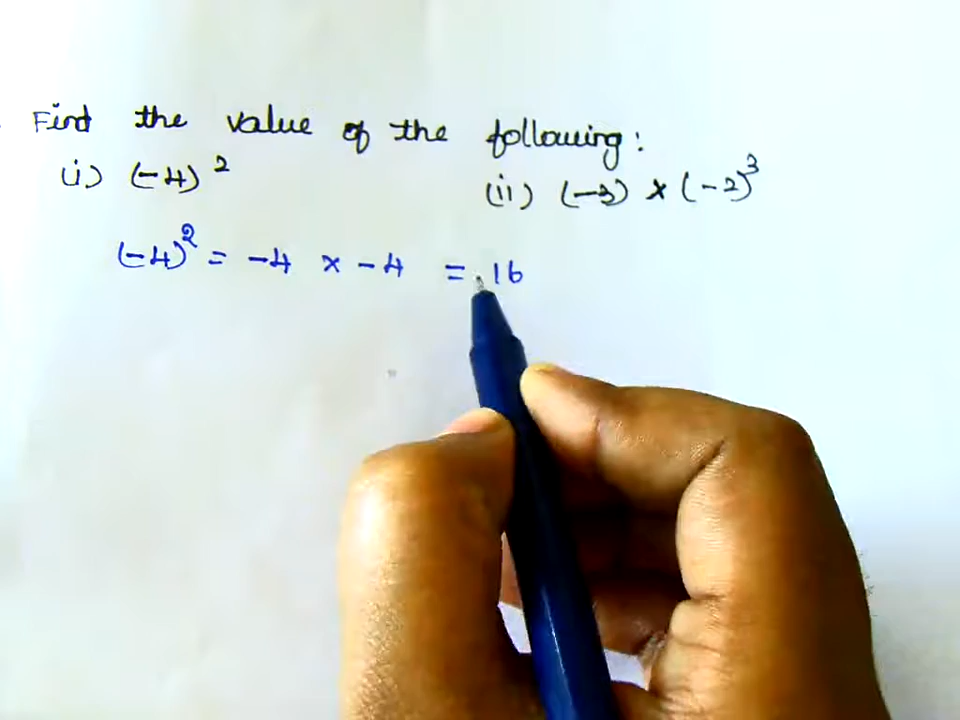 Find the value of the following:
(i) (-4)² (ii) (-3) × (-2)³
(-4)² = -4 × -4 = 16